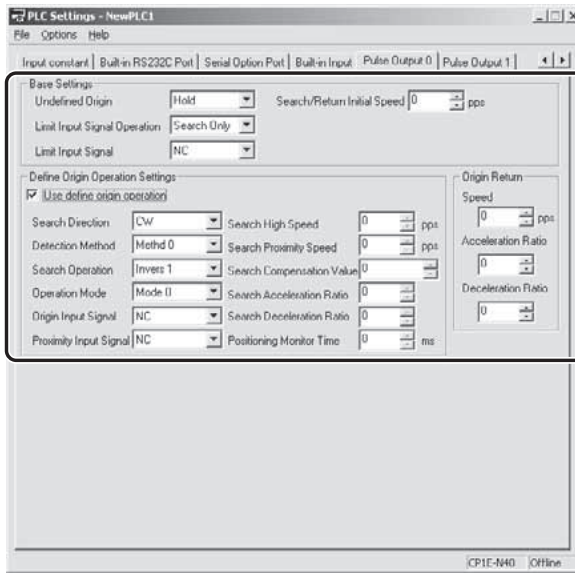 PLC Settings - NewPLC1
File Options Help
Input constant Built-in RS232C Port Serial Option Port Built-in Input Pulse Output 0 Pulse Output 1
Base Settings
Undefined Origin Hold Search/Return Initial Speed 0 pps
Limit Input Signal Operation Search Only
Limit Input Signal NC
Define Origin Operation Settings
Use define origin operation
Search Direction CW Search High Speed 0 pps
Detection Method Methd 0 Search Proximity Speed 0 pps
Search Operation Invers 1 Search Compensation Value 0
Operation Mode Mode 0 Search Acceleration Ratio 0
Origin Input Signal NC Search Deceleration Ratio 0
Proximity Input Signal NC Positioning Monitor Time 0 ms
Origin Return
Speed
0 pps
Acceleration Ratio
0
Deceleration Ratio
0
CP1E-N40 Offline